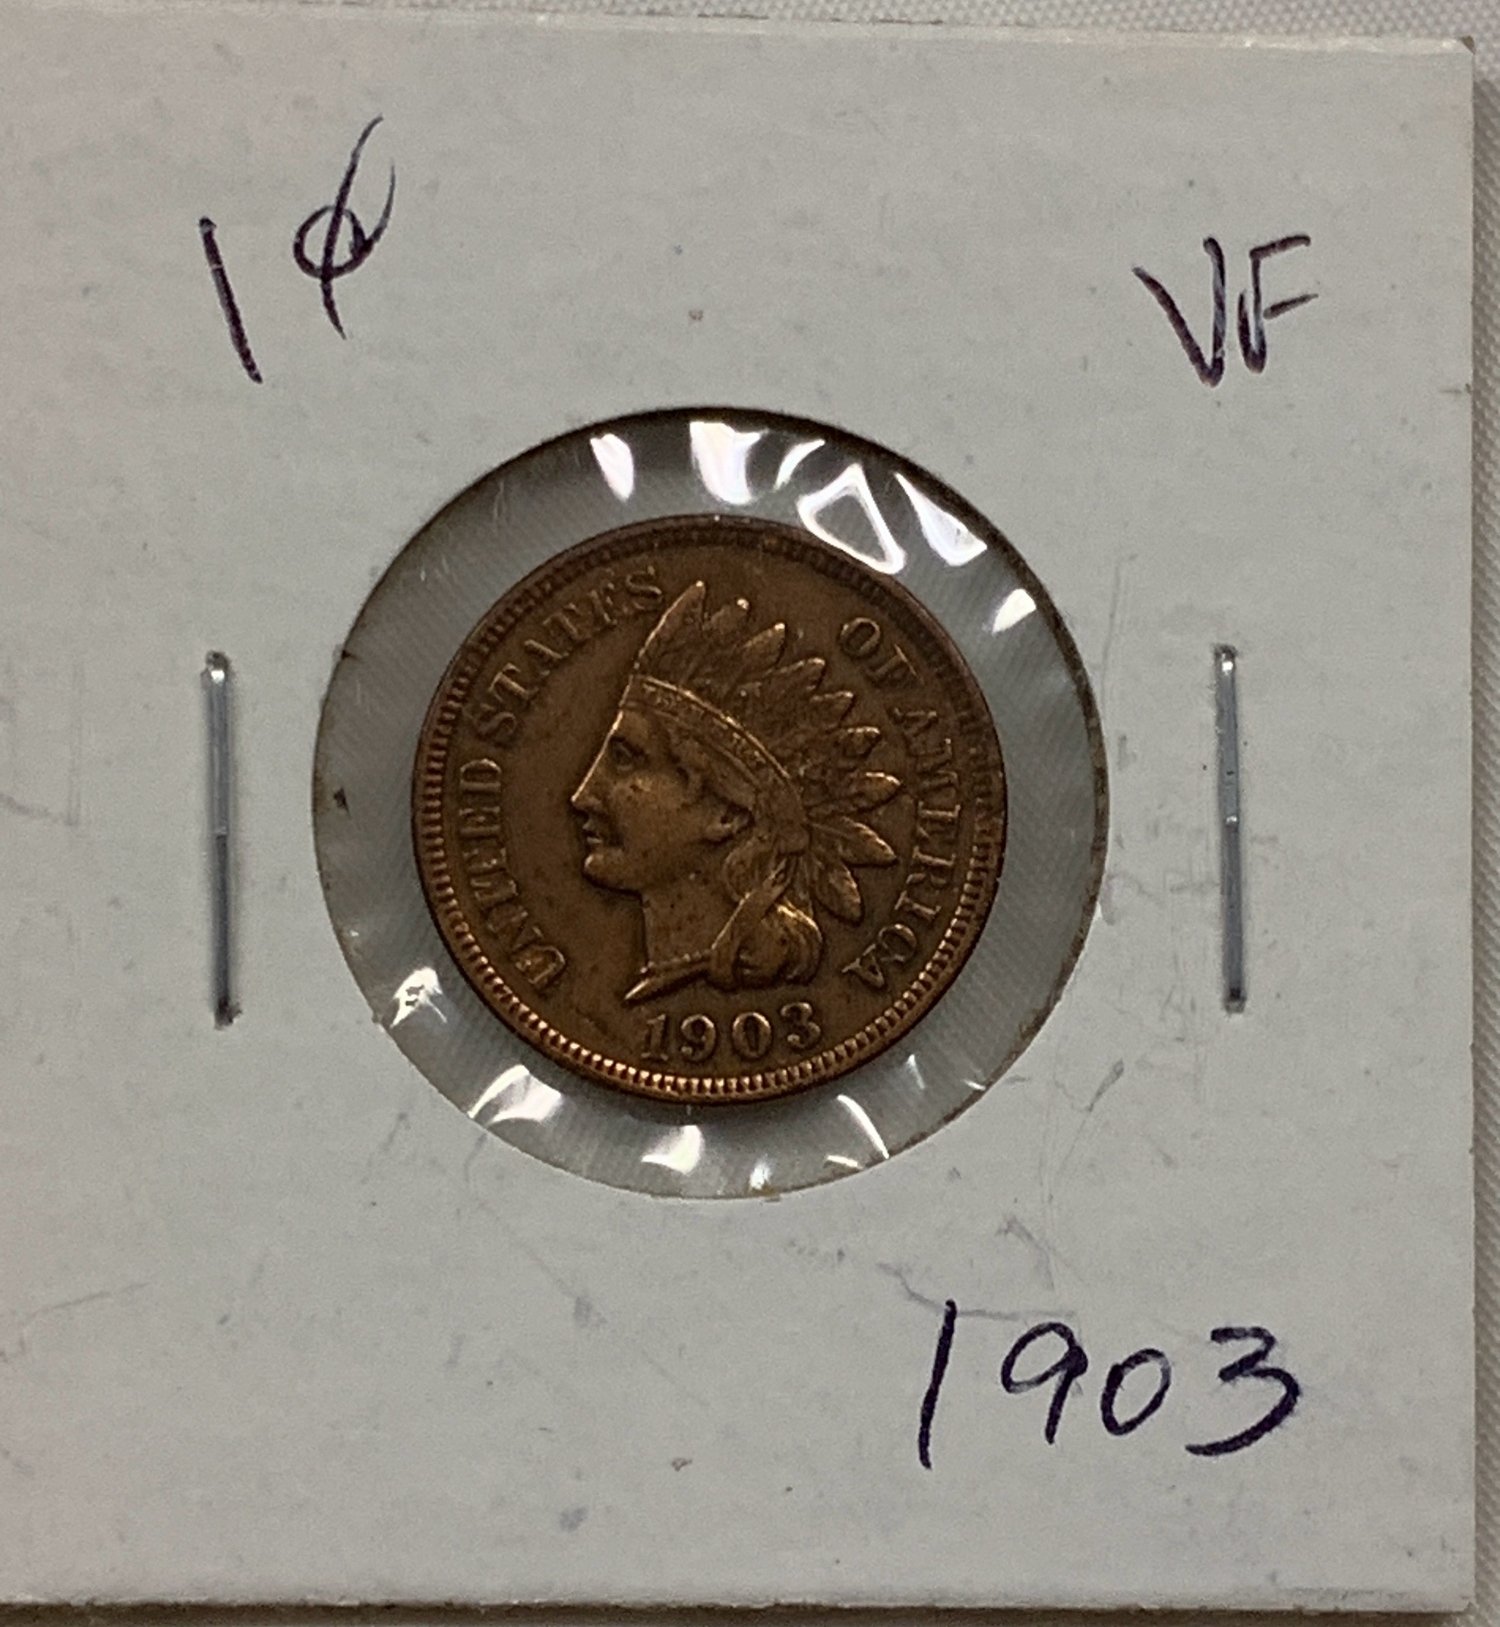 1¢
VF
UNITED STATES OF AMERICA
1903
1903